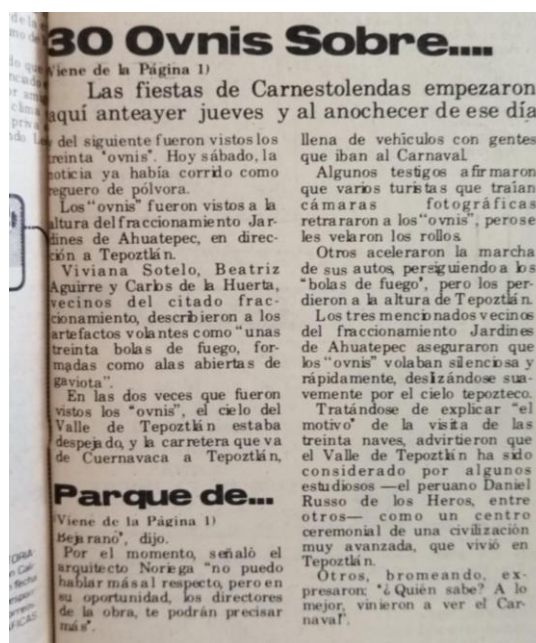 30 Ovnis Sobre....
Viene de la Página 1)
Las fiestas de Carnestolendas empezaron
aquí anteayer jueves y al anochecer de ese día
y del siguiente fueron vistos los
treinta "ovnis". Hoy sábado, la
noticia ya había corrido como
reguero de pólvora.
Los "ovnis" fueron vistos a la
altura del fraccionamiento Jar-
dines de Ahuatepec, en direc-
ción a Tepoztlán.
Viviana Sotelo, Beatriz
Aguirre y Carlos de la Huerta,
vecinos del citado frac-
cionamiento, describieron a los
artefactos volantes como "unas
treinta bolas de fuego, for-
madas como alas abiertas de
gaviota".
En las dos veces que fueron
vistos los "ovnis", el cielo del
Valle de Tepoztlán estaba
despejado, y la carretera que va
de Cuernavaca a Tepoztlán,
llena de vehículos con gentes
que iban al Carnaval.
Algunos testigos afirmaron
que varios turistas que traían
cámaras fotográficas
retraron a los "ovnis", pero se
les velaron los rollos.
Otros aceleraron la marcha
de sus autos, persiguiendo a los
"bolas de fuego", pero los per-
dieron a la altura de Tepoztlán.
Los tres mencionados vecinos
del fraccionamiento Jardines
de Ahuatepec aseguraron que
los "ovnis" volaban silenciosa y
rápidamente, deslizándose sua-
vemente por el cielo tepozteco.
Tratándose de explicar "el
motivo" de la visita de las
treinta naves, advirtieron que
el Valle de Tepoztlán ha sido
considerado por algunos
estudiosos —el peruano Daniel
Russo de los Heros, entre
otros— como un centro
ceremonial de una civilización
muy avanzada, que vivió en
Tepoztlán.
Otros, bromeando, ex-
presaron: "¿Quién sabe? A lo
mejor, vinieron a ver el Car-
naval".
Parque de...
Viene de la Página 1)
Bejarano", dijo.
Por el momento, señaló el
arquitecto Noriega "no puedo
hablar más al respecto, pero en
su oportunidad, los directores
de la obra, te podrán precisar
más".